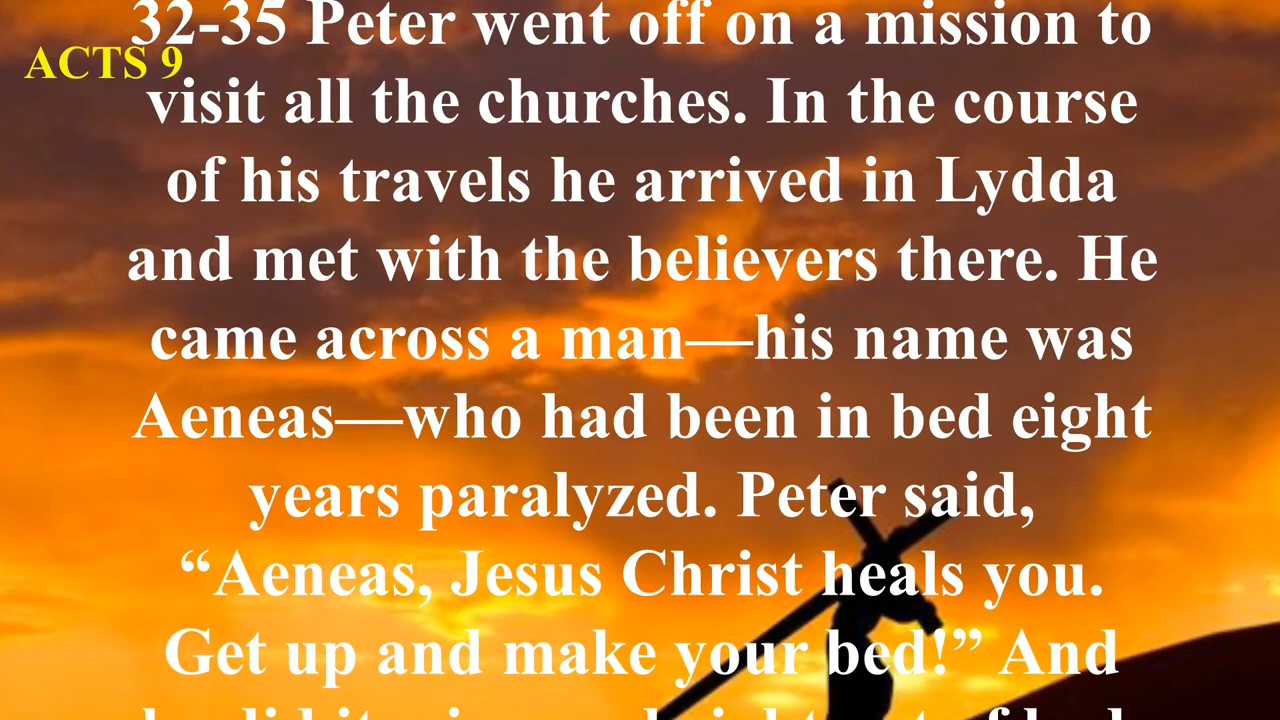 32-35 Peter went off on a mission to
ACTS 9
visit all the churches. In the course
of his travels he arrived in Lydda
and met with the believers there. He
came across a man—his name was
Aeneas—who had been in bed eight
years paralyzed. Peter said,
“Aeneas, Jesus Christ heals you.
Get up and make your bed!” And